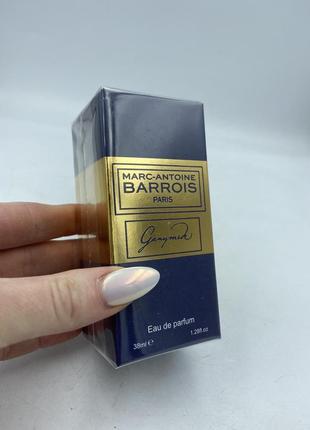 MARC-ANTOINE
BARROIS
PARIS
Ganymede
Eau de parfum
38ml e 1.28fl.oz